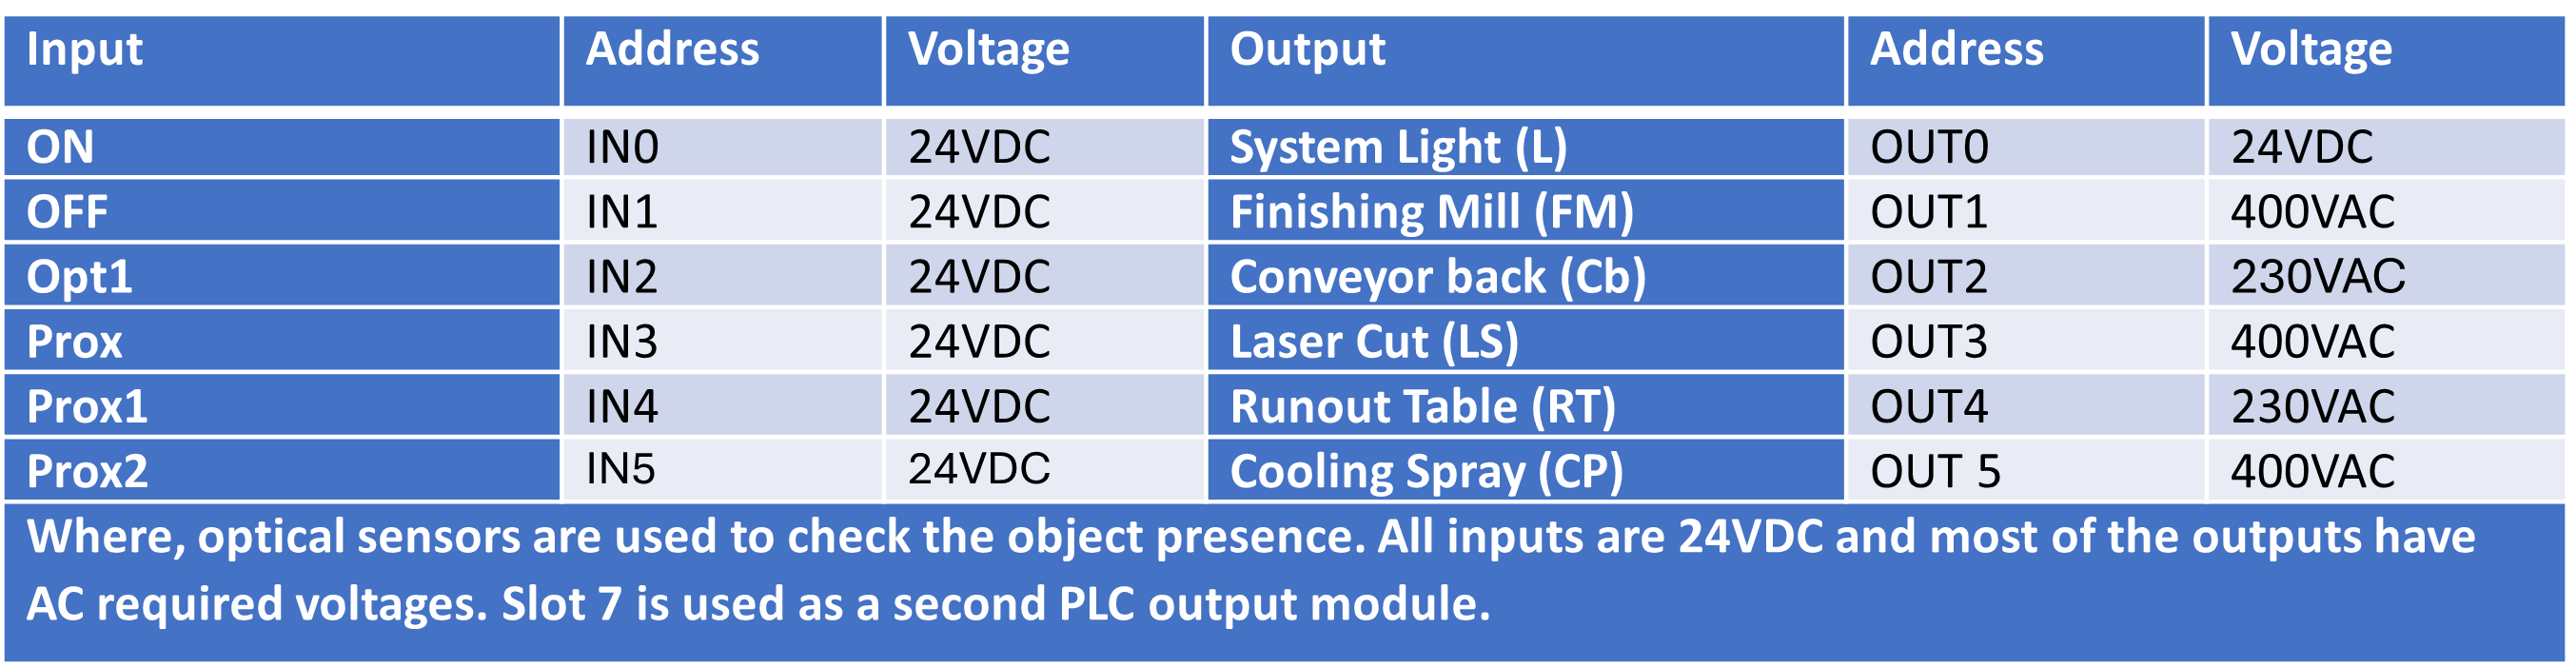 Input Address Voltage Output Address Voltage
ON IN0 24VDC System Light (L) OUT0 24VDC
OFF IN1 24VDC Finishing Mill (FM) OUT1 400VAC
Opt1 IN2 24VDC Conveyor back (Cb) OUT2 230VAC
Prox IN3 24VDC Laser Cut (LS) OUT3 400VAC
Prox1 IN4 24VDC Runout Table (RT) OUT4 230VAC
Prox2 IN5 24VDC Cooling Spray (CP) OUT 5 400VAC
Where, optical sensors are used to check the object presence. All inputs are 24VDC and most of the outputs have
AC required voltages. Slot 7 is used as a second PLC output module.